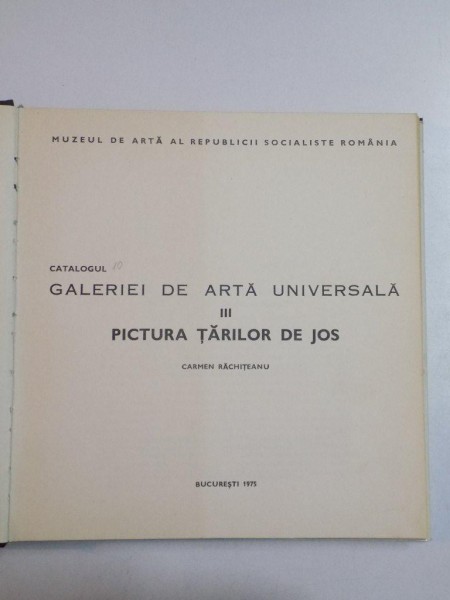 MUZEUL DE ARTĂ AL REPUBLICII SOCIALISTE ROMÂNIA
CATALOGUL
GALERIEI DE ARTĂ UNIVERSALĂ
III
PICTURA ȚĂRILOR DE JOS
CARMEN RĂCHIȚEANU
BUCUREȘTI 1975